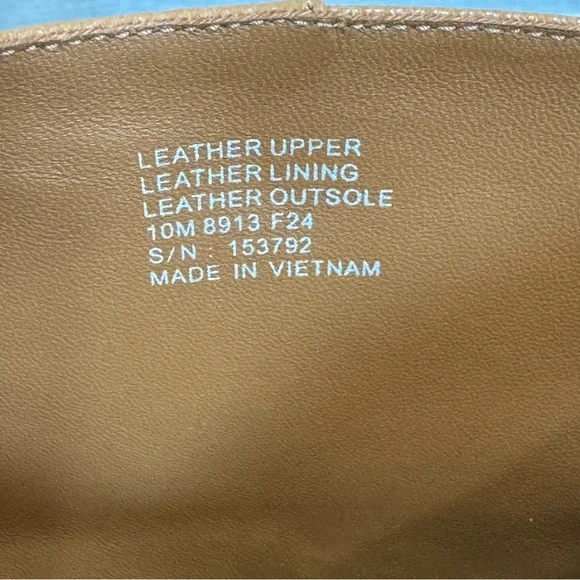 LEATHER UPPER
LEATHER LINING
LEATHER OUTSOLE
10M 8913 F24
S/N : 153792
MADE IN VIETNAM